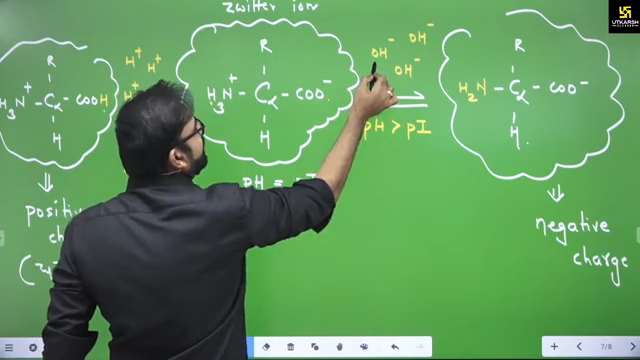 zwitter ion
UTKARSH
H⁺ H⁺
H⁺
OH⁻ OH⁻
OH⁻
R
H₃N⁺ - Cα - COOH
H
R
H₃N⁺ - Cα - COO⁻
H
pH > pI
R
H₂N - Cα - COO⁻
H
pH =
negative
charge
7/8